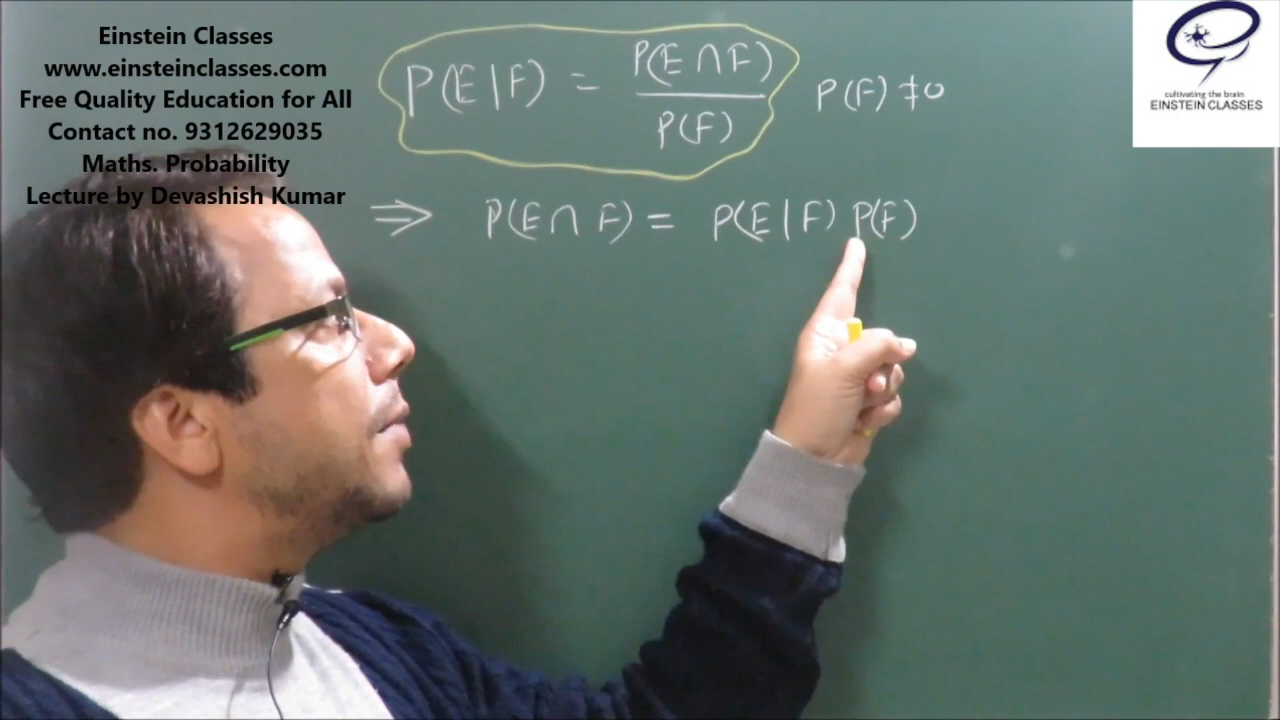 Einstein Classes
www.einsteinclasses.com
Free Quality Education for All
Contact no. 9312629035
Maths. Probability
Lecture by Devashish Kumar
P(E|F) = P(E ∩ F) / P(F) P(F) ≠ 0
⇒ P(E ∩ F) = P(E|F) P(F)
cultivating the brain
EINSTEIN CLASSES